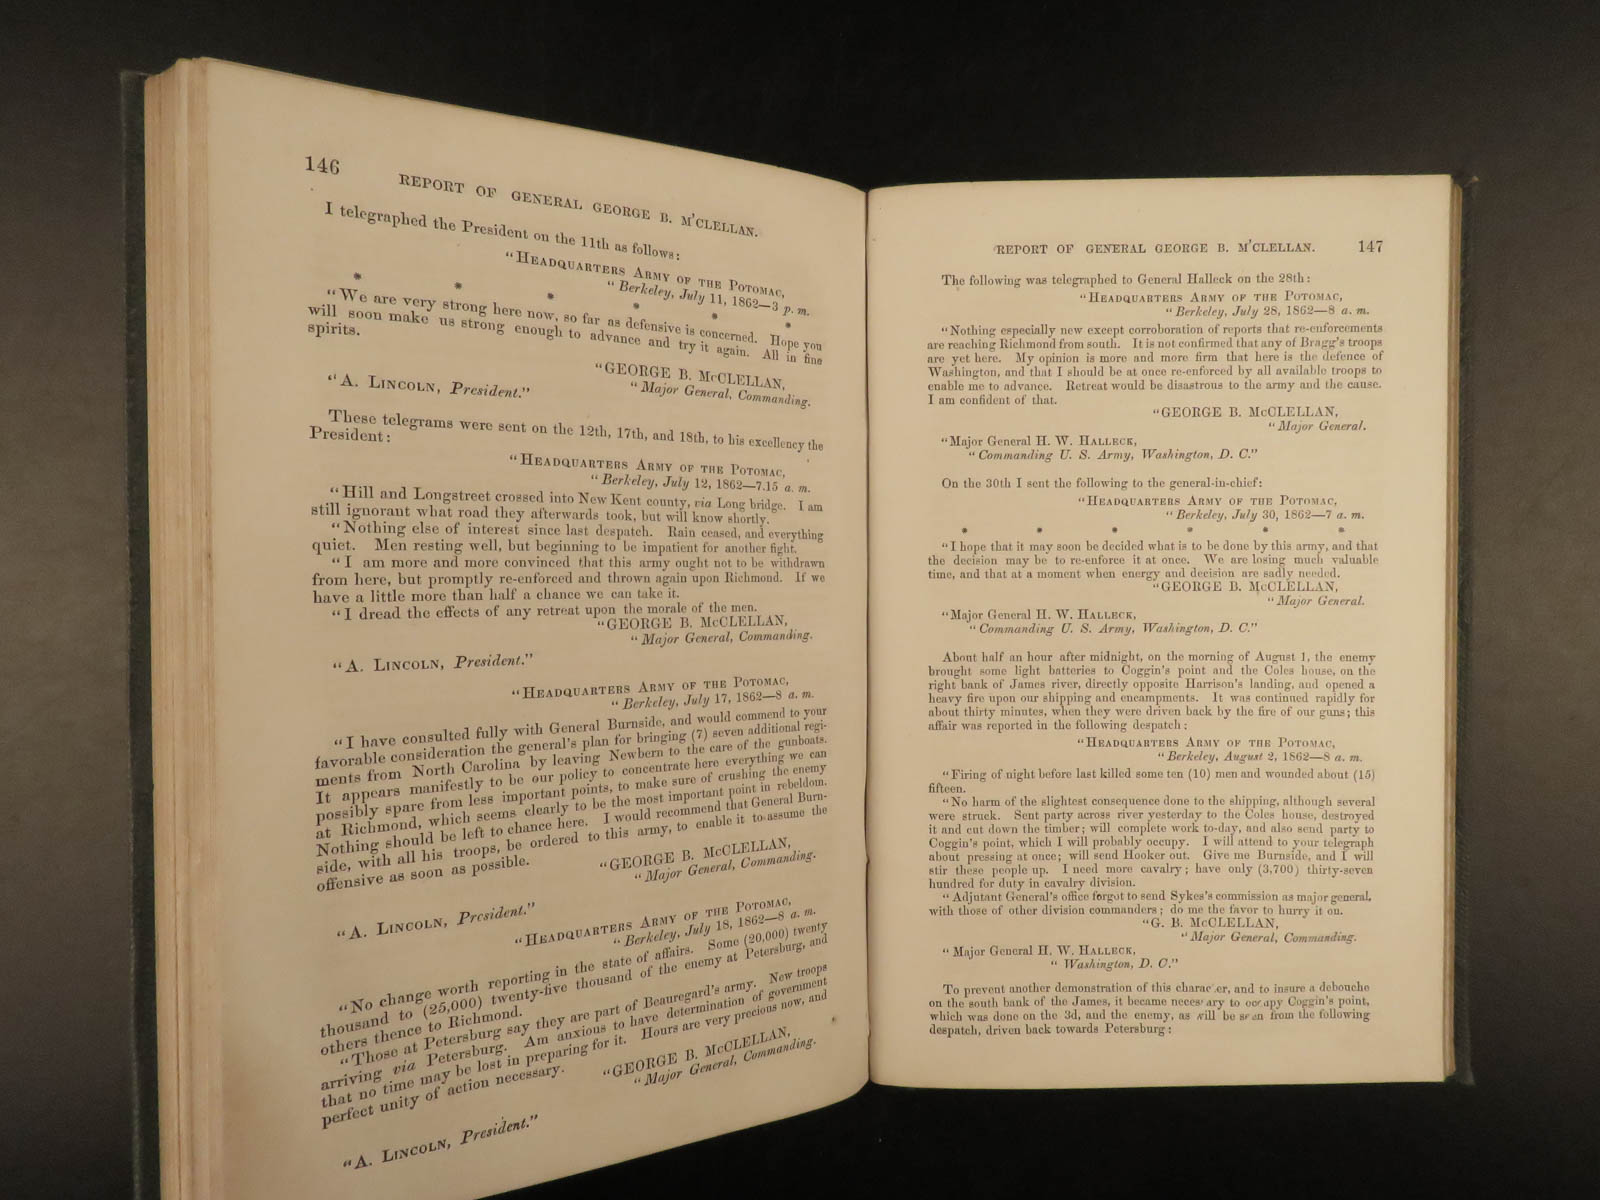 146
REPORT OF GENERAL GEORGE B. M'CLELLAN.
I telegraphed the President on the 11th as follows:
"HEADQUARTERS ARMY OF THE POTOMAC,
"Berkeley, July 11, 1862—3 p. m.
* * * * * * *
"We are very strong here now, so far as defensive is concerned. Hope you
will soon make us strong enough to advance and try it again. All in fine
spirits.
"GEORGE B. McCLELLAN,
"Major General, Commanding.
"A. LINCOLN, President."
These telegrams were sent on the 12th, 17th, and 18th, to his excellency the
President:
"HEADQUARTERS ARMY OF THE POTOMAC,
"Berkeley, July 12, 1862—7.15 a. m.
"Hill and Longstreet crossed into New Kent county, via Long bridge. I am
still ignorant what road they afterwards took, but will know shortly.
"Nothing else of interest since last despatch. Rain ceased, and everything
quiet. Men resting well, but beginning to be impatient for another fight.
"I am more and more convinced that this army ought not to be withdrawn
from here, but promptly re-enforced and thrown again upon Richmond. If we
have a little more than half a chance we can take it.
"I dread the effects of any retreat upon the morale of the men.
"GEORGE B. McCLELLAN,
"Major General, Commanding.
"A. LINCOLN, President."
"HEADQUARTERS ARMY OF THE POTOMAC,
"Berkeley, July 17, 1862—8 a. m.
"I have consulted fully with General Burnside, and would commend to your
favorable consideration the general's plan for bringing (7) seven additional regi-
ments from North Carolina by leaving Newbern to the care of the gunboats.
It appears manifestly to be our policy to concentrate here everything we can
possibly spare from less important points, to make sure of crushing the enemy
at Richmond, which seems clearly to be the most important point in rebeldom.
Nothing should be left to chance here. I would recommend that General Burn-
side, with all his troops, be ordered to this army, to enable it to assume the
offensive as soon as possible.
"GEORGE B. McCLELLAN,
"Major General, Commanding.
"A. LINCOLN, President."
"HEADQUARTERS ARMY OF THE POTOMAC,
"Berkeley, July 18, 1862—8 a. m.
"No change worth reporting in the state of affairs. Some (20,000) twenty
thousand to (25,000) twenty-five thousand of the enemy at Petersburg, and
others thence to Richmond.
"Those at Petersburg say they are part of Beauregard's army. New troops
arriving via Petersburg. Am anxious to have determination of government
that no time may be lost in preparing for it. Hours are very precious now, and
perfect unity of action necessary.
"GEORGE B. McCLELLAN,
"Major General, Commanding.
"A. LINCOLN, President."
REPORT OF GENERAL GEORGE B. M'CLELLAN. 147
The following was telegraphed to General Halleck on the 28th:
"HEADQUARTERS ARMY OF THE POTOMAC,
"Berkeley, July 28, 1862—8 a. m.
"Nothing especially new except corroboration of reports that re-enforcements
are reaching Richmond from south. It is not confirmed that any of Bragg's troops
are yet here. My opinion is more and more firm that here is the defence of
Washington, and that I should be at once re-enforced by all available troops to
enable me to advance. Retreat would be disastrous to the army and the cause.
I am confident of that.
"GEORGE B. McCLELLAN,
"Major General.
"Major General H. W. HALLECK,
"Commanding U. S. Army, Washington, D. C."
On the 30th I sent the following to the general-in-chief:
"HEADQUARTERS ARMY OF THE POTOMAC,
"Berkeley, July 30, 1862—7 a. m.
* * * * * *
"I hope that it may soon be decided what is to be done by this army, and that
the decision may be to re-enforce it at once. We are losing much valuable
time, and that at a moment when energy and decision are sadly needed.
"GEORGE B. McCLELLAN,
"Major General.
"Major General H. W. HALLECK,
"Commanding U. S. Army, Washington, D. C."
About half an hour after midnight, on the morning of August 1, the enemy
brought some light batteries to Coggin's point and the Coles house, on the
right bank of James river, directly opposite Harrison's landing, and opened a
heavy fire upon our shipping and encampments. It was continued rapidly for
about thirty minutes, when they were driven back by the fire of our guns; this
affair was reported in the following despatch:
"HEADQUARTERS ARMY OF THE POTOMAC,
"Berkeley, August 2, 1862—8 a. m.
"Firing of night before last killed some ten (10) men and wounded about (15)
fifteen.
"No harm of the slightest consequence done to the shipping, although several
were struck. Sent party across river yesterday to the Coles house, destroyed
it and cut down the timber; will complete work to-day, and also send party to
Coggin's point, which I will probably occupy. I will attend to your telegraph
about pressing at once; will send Hooker out. Give me Burnside, and I will
stir these people up. I need more cavalry; have only (3,700) thirty-seven
hundred for duty in cavalry division.
"Adjutant General's office forgot to send Sykes's commission as major general,
with those of other division commanders; do me the favor to hurry it on.
"G. B. McCLELLAN,
"Major General, Commanding.
"Major General H. W. HALLECK,
"Washington, D. C."
To prevent another demonstration of this character, and to insure a debouche
on the south bank of the James, it became necessary to occupy Coggin's point,
which was done on the 3d, and the enemy, as will be seen from the following
despatch, driven back towards Petersburg: